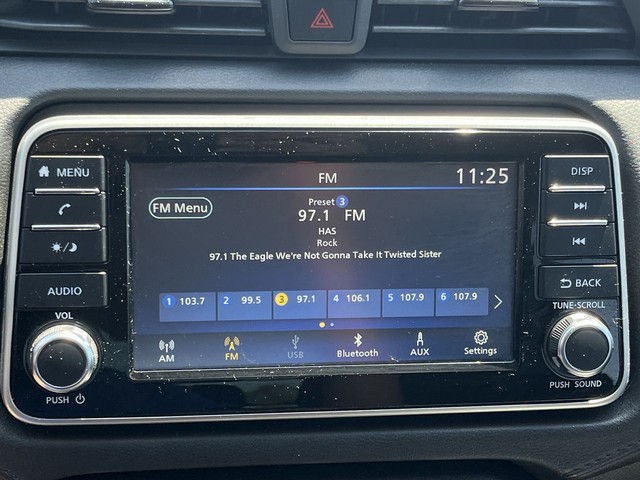 FM
11:25
MENU
DISP
FM Menu
Preset 3
97.1 FM
HAS
Rock
97.1 The Eagle We're Not Gonna Take It Twisted Sister
AUDIO
BACK
1 103.7
2 99.5
3 97.1
4 106.1
5 107.9
6 107.9
VOL
TUNE·SCROLL
AM
FM
USB
Bluetooth
AUX
Settings
PUSH
PUSH SOUND